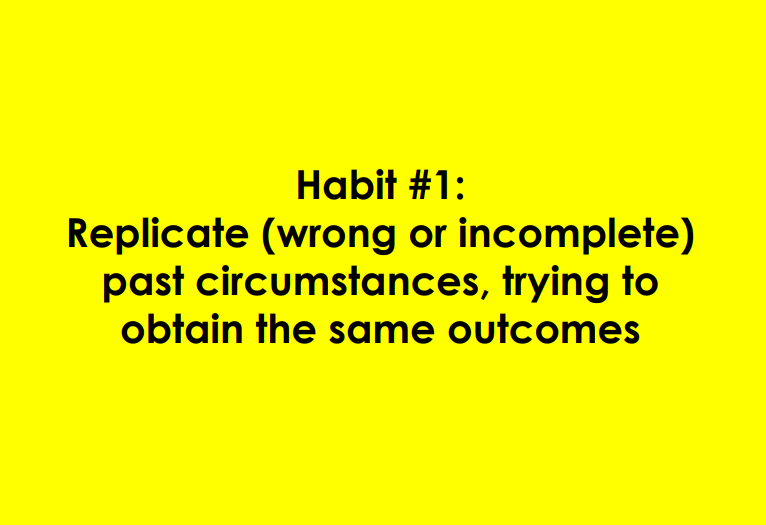 Habit #1:
Replicate (wrong or incomplete)
past circumstances, trying to
obtain the same outcomes